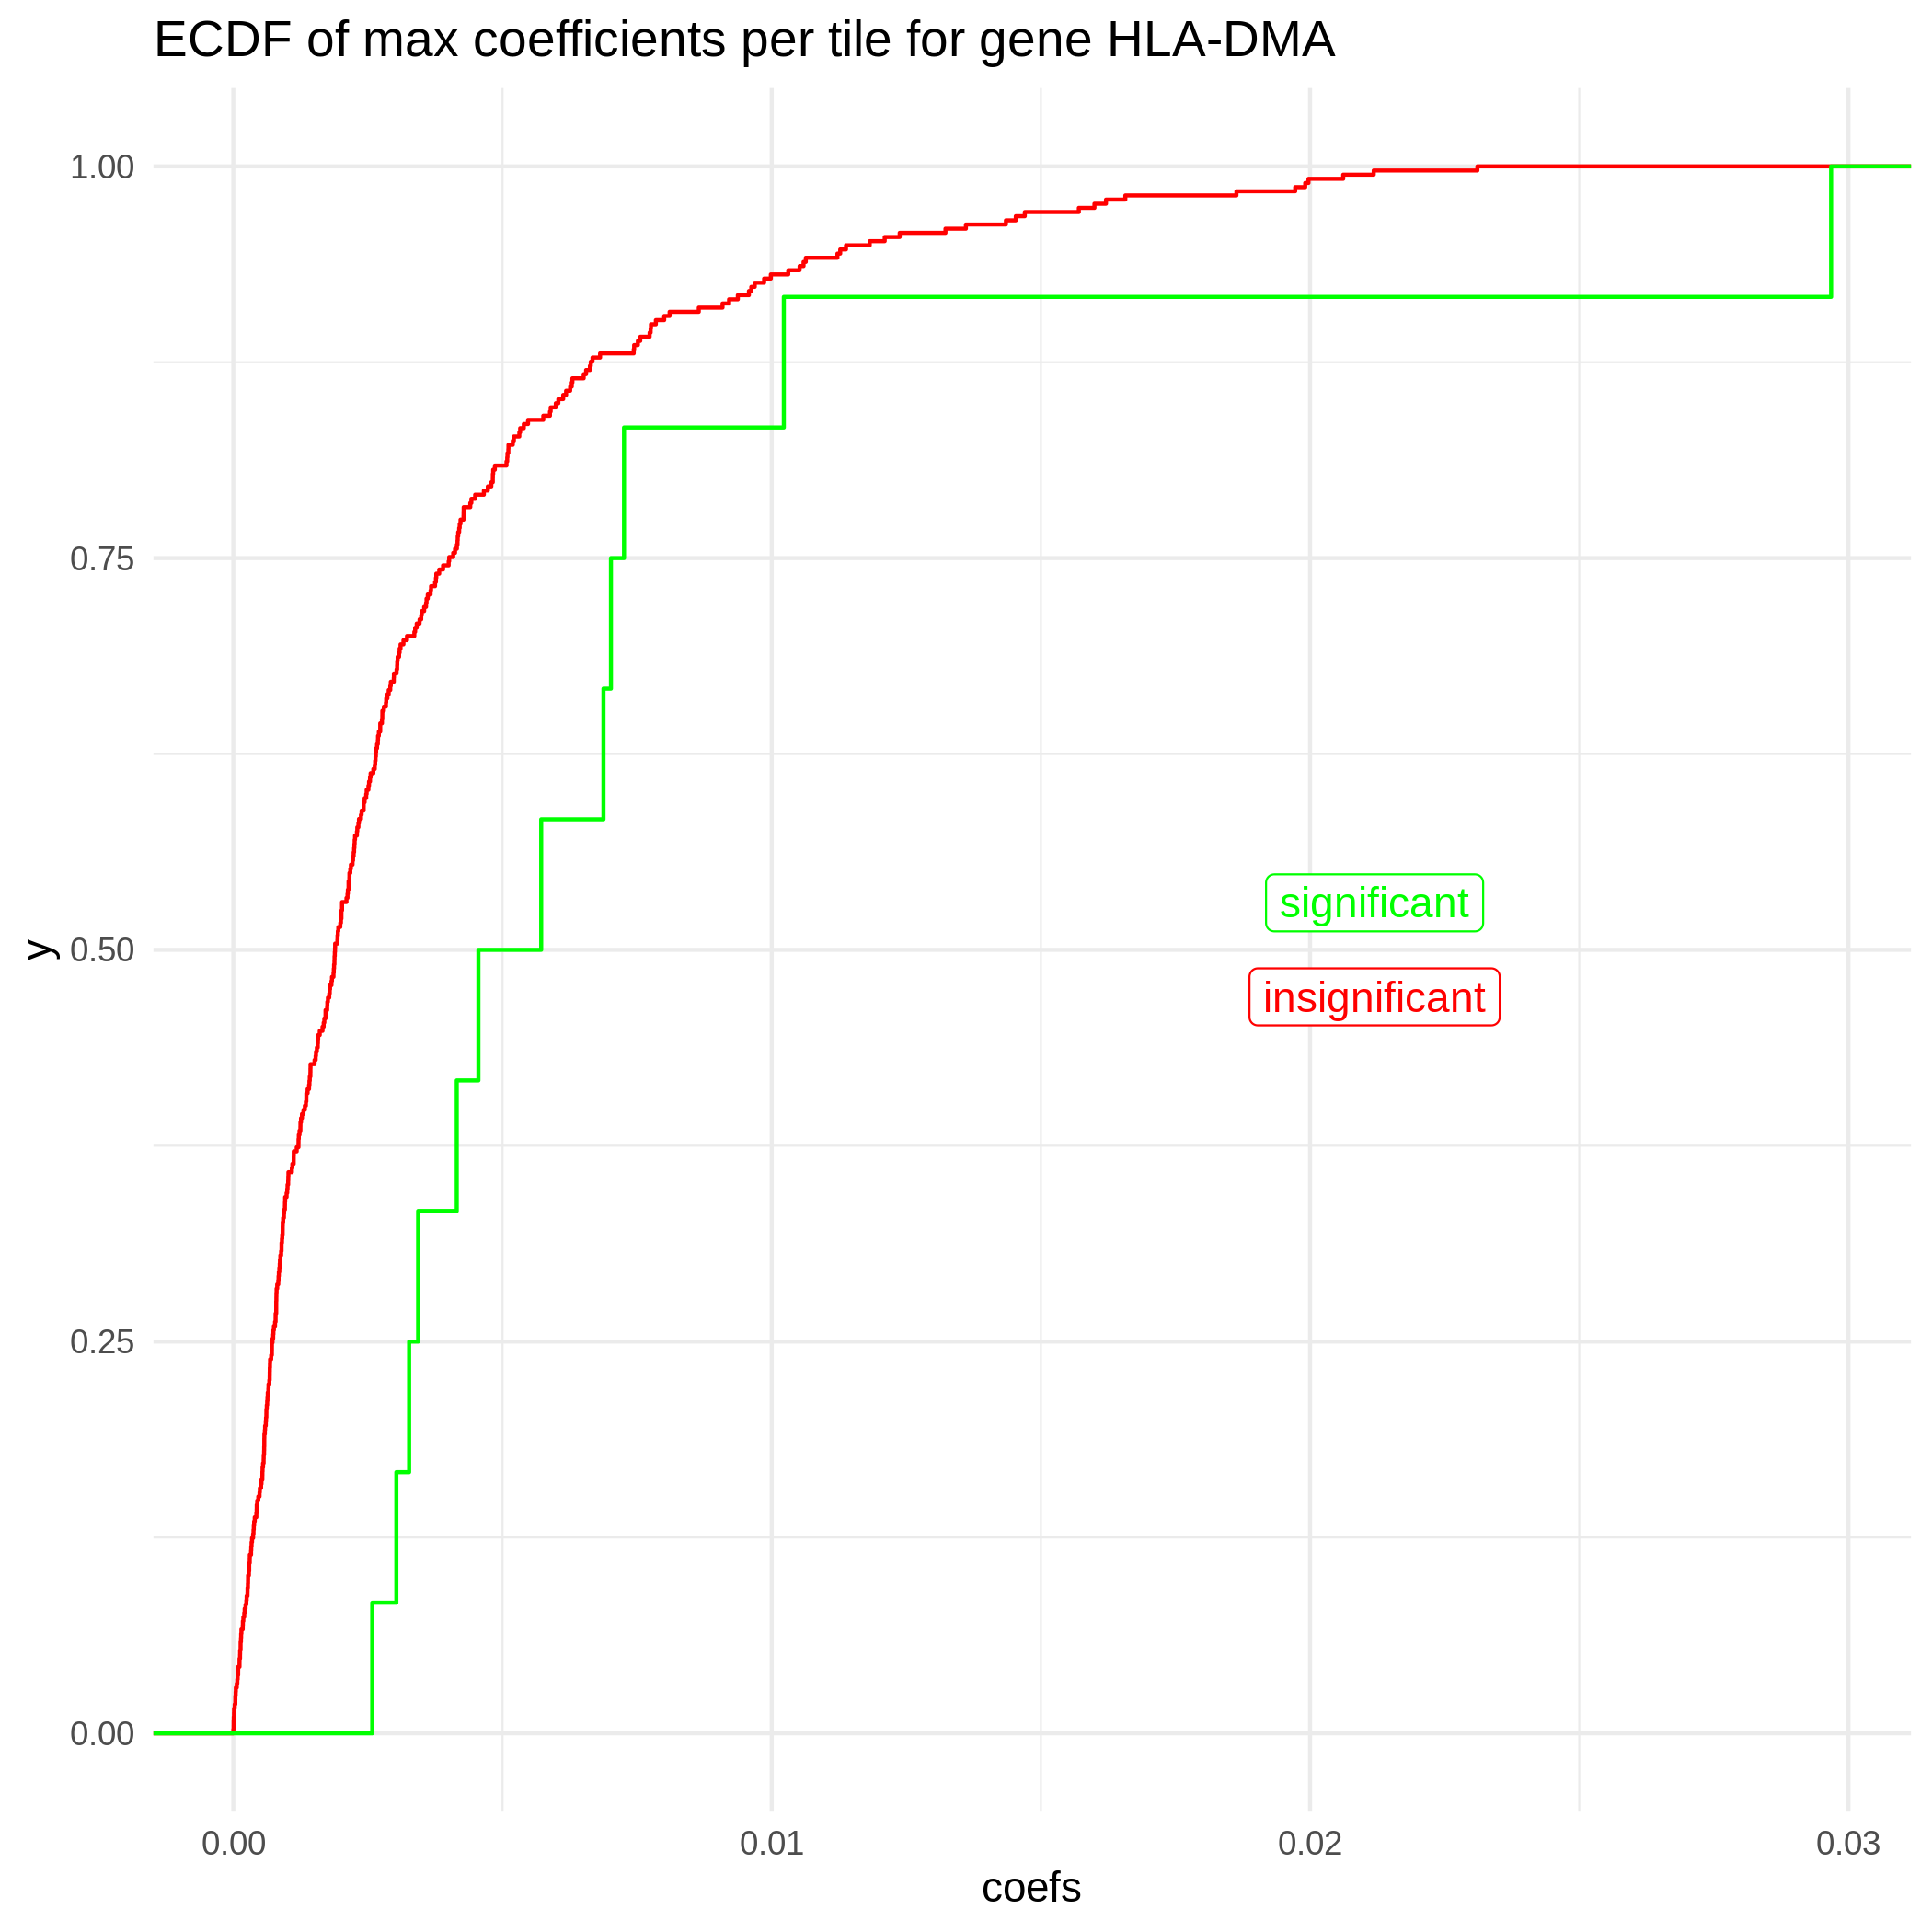 ECDF of max coefficients per tile for gene HLA-DMA
1.00
0.75
0.50
0.25
0.00
y
significant
insignificant
0.00 0.01 0.02 0.03
coefs